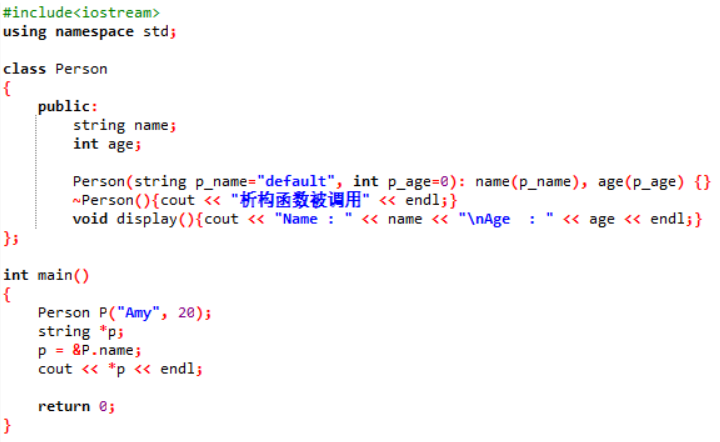 #include<iostream>
using namespace std;
class Person
{
public:
string name;
int age;
Person(string p_name="default", int p_age=0): name(p_name), age(p_age) {}
~Person(){cout << "析构函数被调用" << endl;}
void display(){cout << "Name : " << name << "\nAge  : " << age << endl;}
};
int main()
{
Person P("Amy", 20);
string *p;
p = &P.name;
cout << *p << endl;
return 0;
}